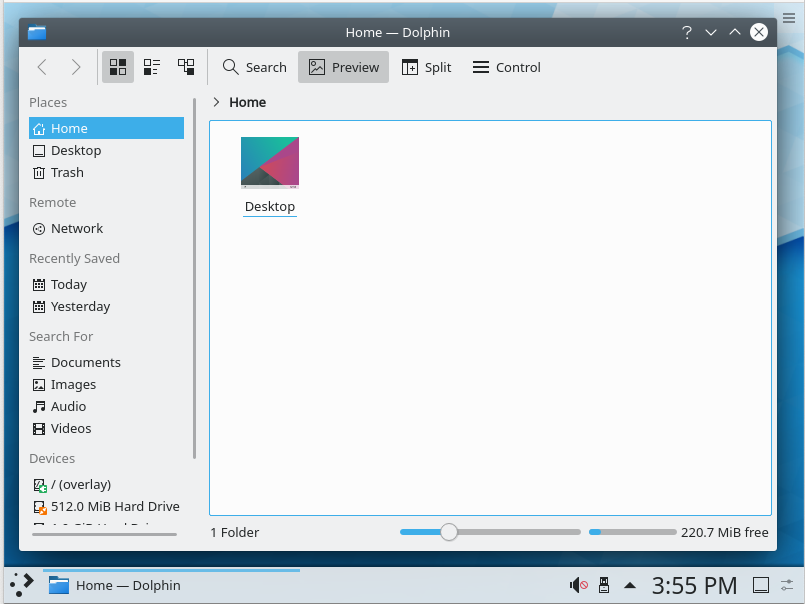 Home — Dolphin
?
Search
Preview
Split
Control
Places
Home
Desktop
Trash
Remote
Network
Recently Saved
Today
Yesterday
Search For
Documents
Images
Audio
Videos
Devices
/ (overlay)
512.0 MiB Hard Drive
Home
Desktop
1 Folder
220.7 MiB free
Home — Dolphin
3:55 PM